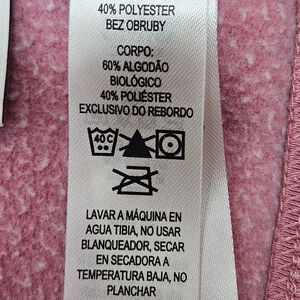 40% POLYESTER
BEZ OBRUBY
CORPO:
60% ALGODÃO
BIOLÓGICO
40% POLIÉSTER
EXCLUSIVO DO REBORDO
40 C
LAVAR A MÁQUINA EN
AGUA TIBIA, NO USAR
BLANQUEADOR, SECAR
EN SECADORA A
TEMPERATURA BAJA, NO
PLANCHAR